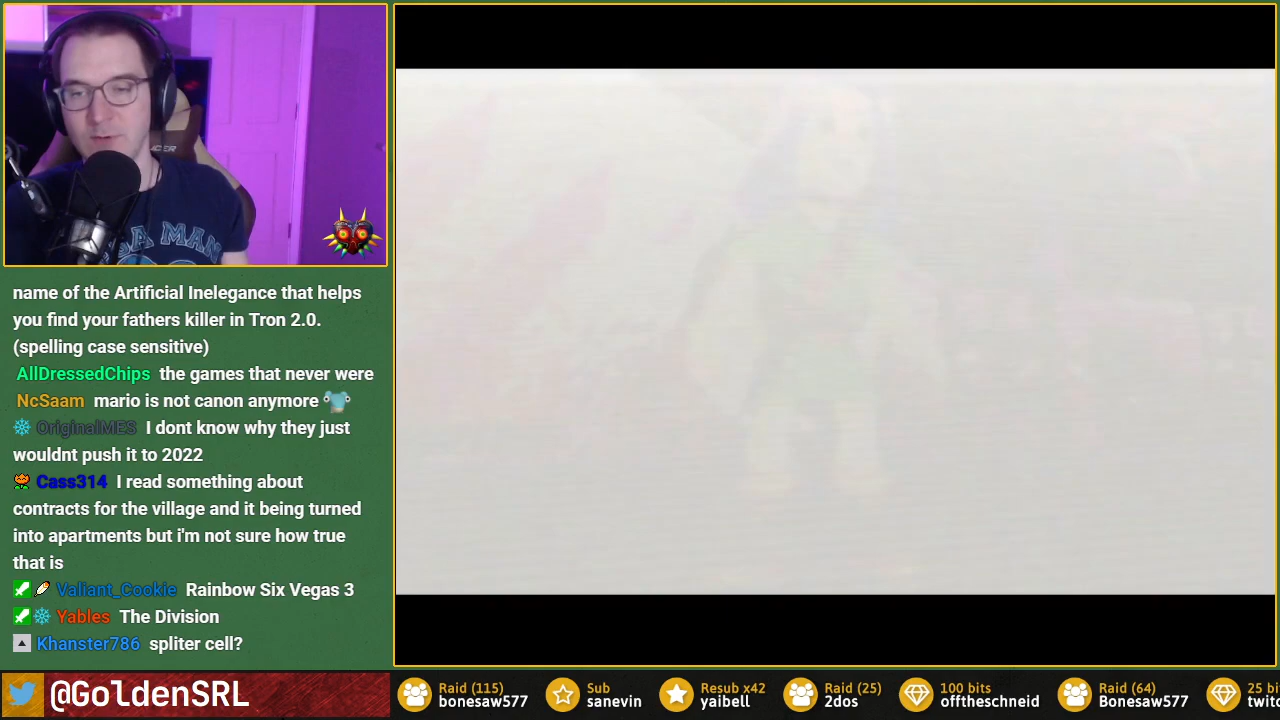 name of the Artificial Inelegance that helps
you find your fathers killer in Tron 2.0.
(spelling case sensitive)
AllDressedChips the games that never were
NcSaam mario is not canon anymore
OriginalMES I dont know why they just
wouldnt push it to 2022
Cass314 I read something about
contracts for the village and it being turned
into apartments but i'm not sure how true
that is
Valiant_Cookie Rainbow Six Vegas 3
Yables The Division
Khanster786 spliter cell?
@GoldenSRL
Raid (115)
bonesaw577
Sub
sanevin
Resub x42
yaibell
Raid (25)
2dos
100 bits
offtheschneid
Raid (64)
Bonesaw577
25 bi
twitc